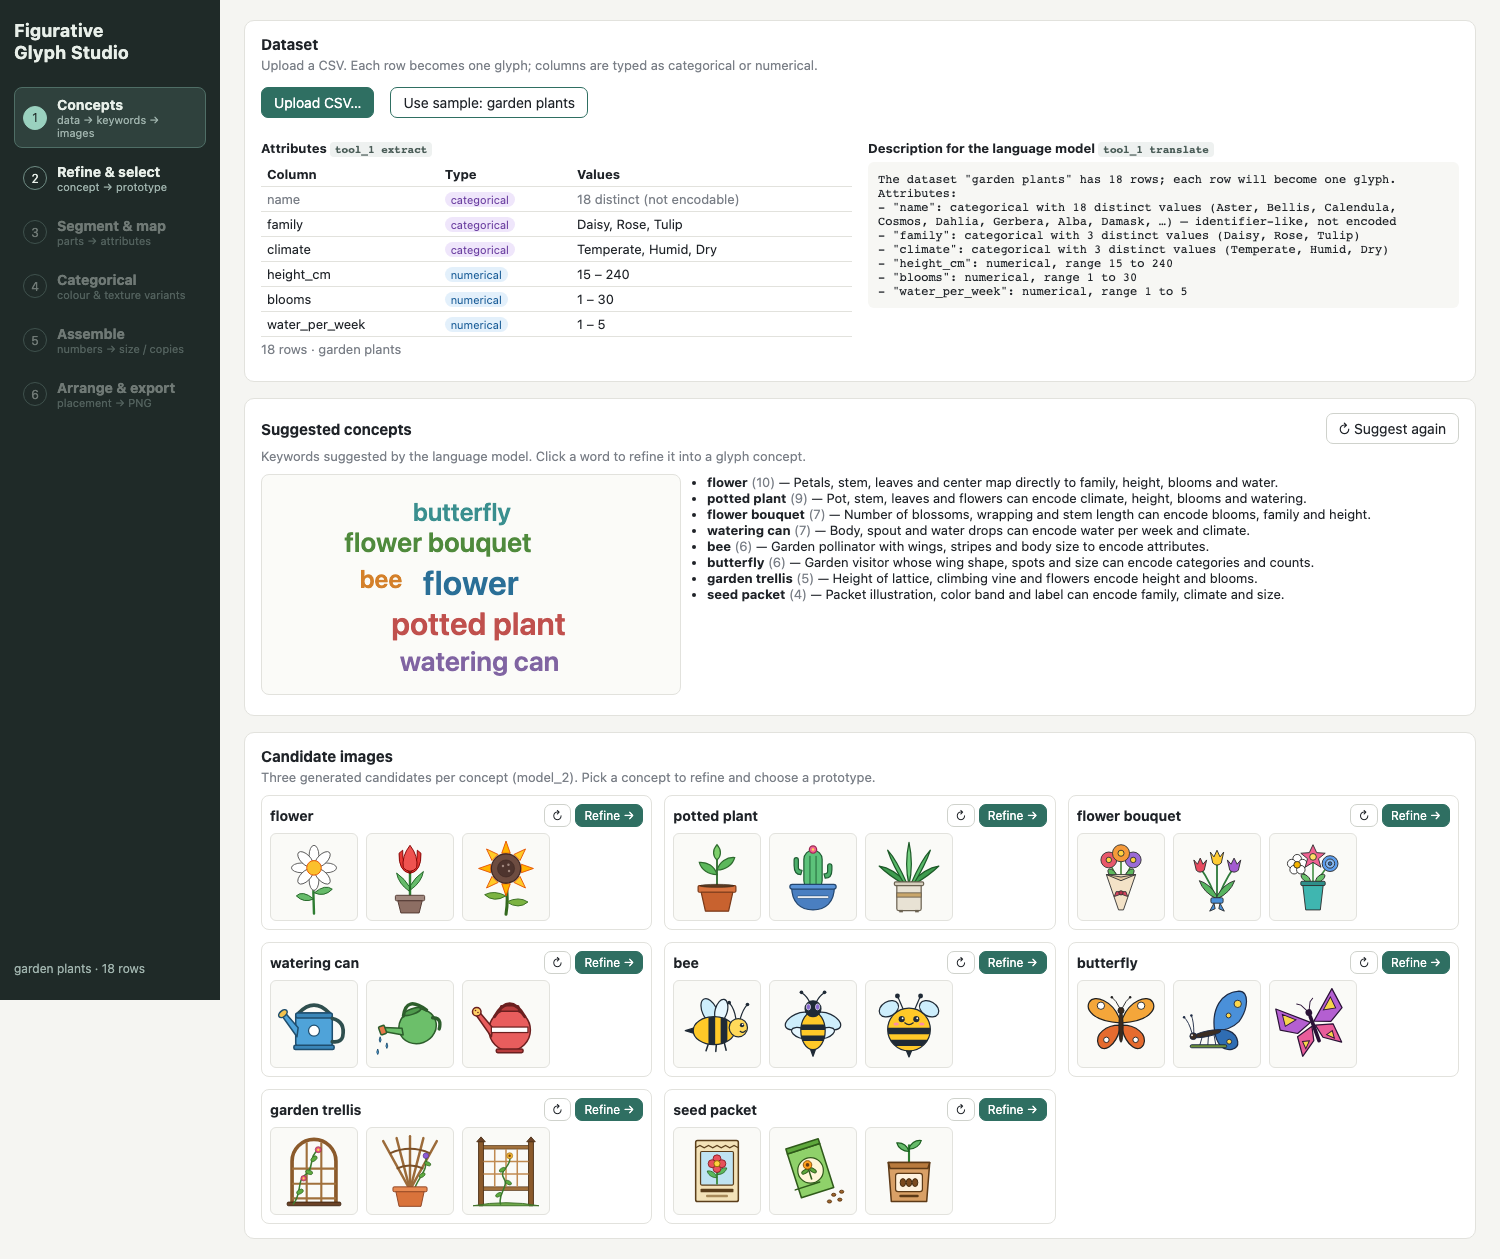 Figurative
Glyph Studio
1
Concepts
data → keywords →
images
2
Refine & select
concept → prototype
3
Segment & map
parts → attributes
4
Categorical
colour & texture variants
5
Assemble
numbers → size / copies
6
Arrange & export
placement → PNG
garden plants · 18 rows
Dataset
Upload a CSV. Each row becomes one glyph; columns are typed as categorical or numerical.
Upload CSV… Use sample: garden plants
Attributes tool_1 extract
Column Type Values
name categorical 18 distinct (not encodable)
family categorical Daisy, Rose, Tulip
climate categorical Temperate, Humid, Dry
height_cm numerical 15 – 240
blooms numerical 1 – 30
water_per_week numerical 1 – 5
18 rows · garden plants
Description for the language model tool_1 translate
The dataset "garden plants" has 18 rows; each row will become one glyph.
Attributes:
– "name": categorical with 18 distinct values (Aster, Bellis, Calendula,
Cosmos, Dahlia, Gerbera, Alba, Damask, …) — identifier-like, not encoded
– "family": categorical with 3 distinct values (Daisy, Rose, Tulip)
– "climate": categorical with 3 distinct values (Temperate, Humid, Dry)
– "height_cm": numerical, range 15 to 240
– "blooms": numerical, range 1 to 30
– "water_per_week": numerical, range 1 to 5
Suggested concepts
↻ Suggest again
Keywords suggested by the language model. Click a word to refine it into a glyph concept.
butterfly
flower bouquet
bee flower
potted plant
watering can
• flower (10) — Petals, stem, leaves and center map directly to family, height, blooms and water.
• potted plant (9) — Pot, stem, leaves and flowers can encode climate, height, blooms and watering.
• flower bouquet (7) — Number of blossoms, wrapping and stem length can encode blooms, family and height.
• watering can (7) — Body, spout and water drops can encode water per week and climate.
• bee (6) — Garden pollinator with wings, stripes and body size to encode attributes.
• butterfly (6) — Garden visitor whose wing shape, spots and size can encode categories and counts.
• garden trellis (5) — Height of lattice, climbing vine and flowers encode height and blooms.
• seed packet (4) — Packet illustration, color band and label can encode family, climate and size.
Candidate images
Three generated candidates per concept (model_2). Pick a concept to refine and choose a prototype.
flower ↻ Refine →
potted plant ↻ Refine →
flower bouquet ↻ Refine →
watering can ↻ Refine →
bee ↻ Refine →
butterfly ↻ Refine →
garden trellis ↻ Refine →
seed packet ↻ Refine →